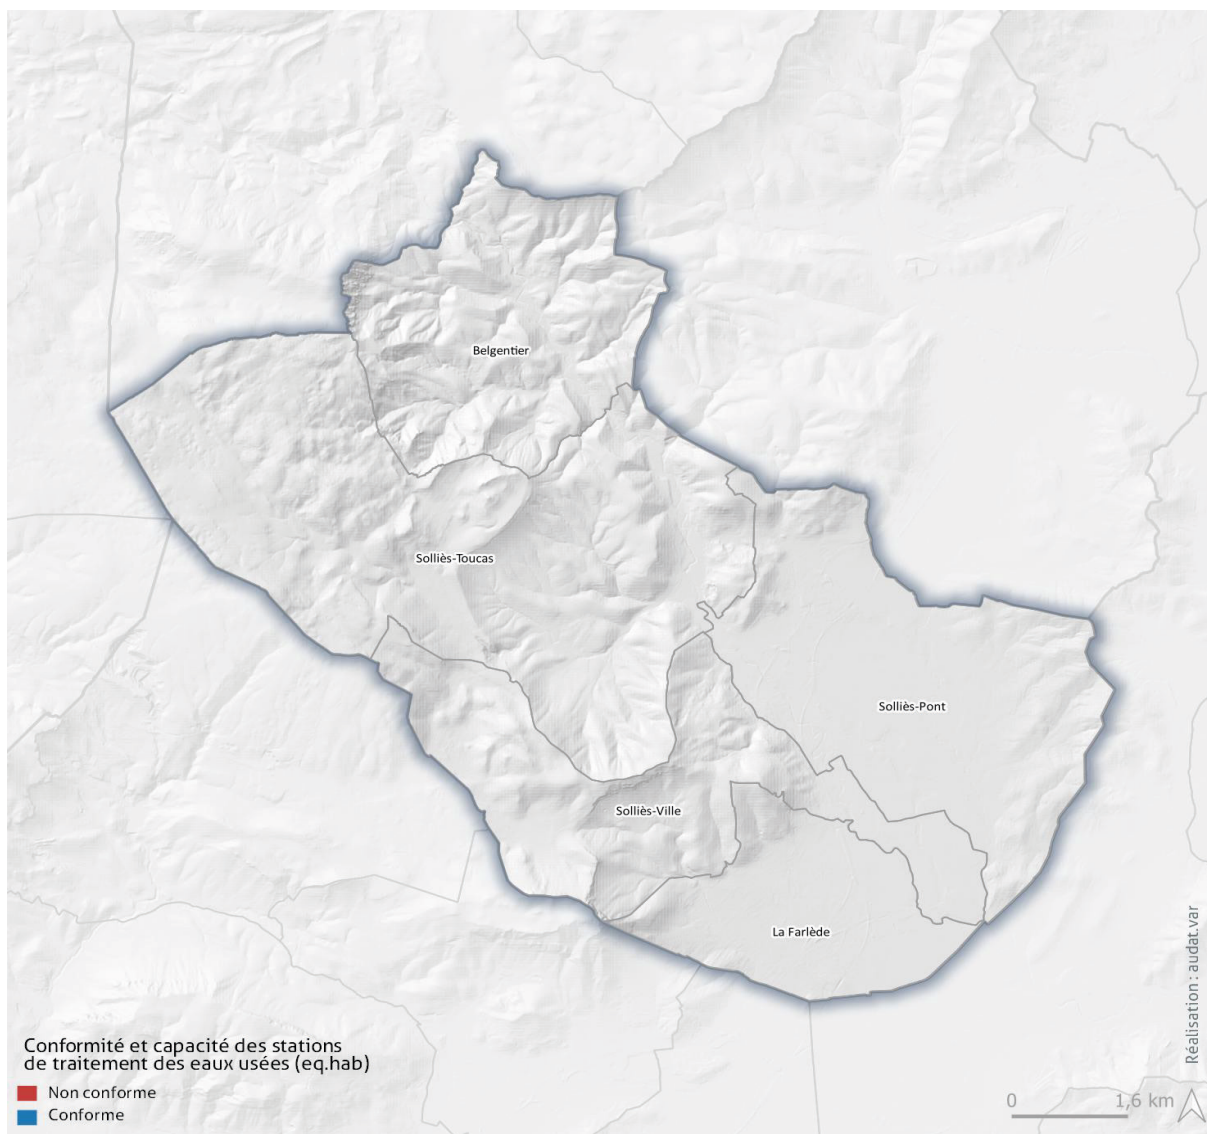 Belgentier
Solliès-Toucas
Solliès-Pont
Solliès-Ville
La Farlède
Réalisation : audat.var
Conformité et capacité des stations
de traitement des eaux usées (eq.hab)
Non conforme
Conforme
0 1,6 km